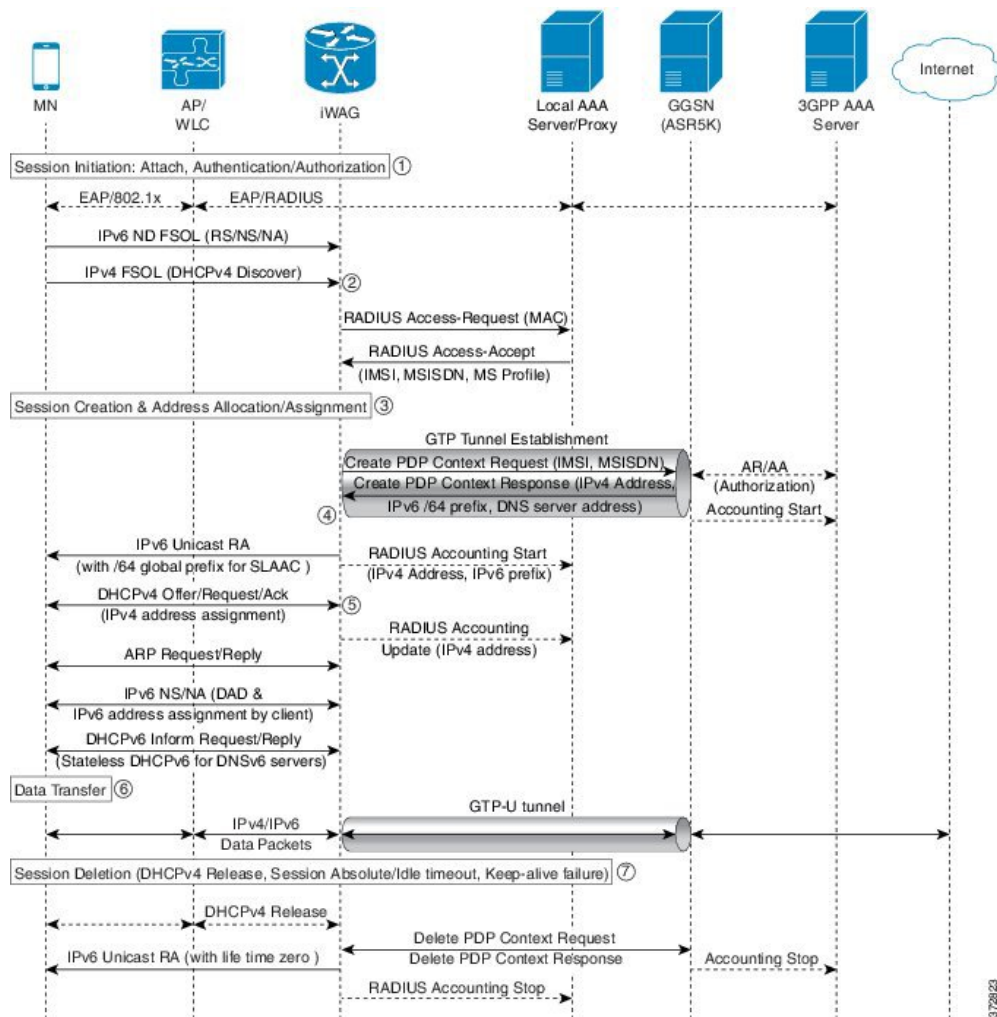 MN
AP/
WLC
iWAG
Local AAA
Server/Proxy
GGSN
(ASR5K)
3GPP AAA
Server
Internet
Session Initiation: Attach, Authentication/Authorization ①
EAP/802.1x
EAP/RADIUS
IPv6 ND FSOL (RS/NS/NA)
IPv4 FSOL (DHCPv4 Discover)
②
RADIUS Access-Request (MAC)
RADIUS Access-Accept
(IMSI, MSISDN, MS Profile)
Session Creation & Address Allocation/Assignment ③
GTP Tunnel Establishment
Create PDP Context Request (IMSI, MSISDN)
Create PDP Context Response (IPv4 Address,
IPv6 /64 prefix, DNS server address)
AR/AA
(Authorization)
④
Accounting Start
IPv6 Unicast RA
(with /64 global prefix for SLAAC )
RADIUS Accounting Start
(IPv4 Address, IPv6 prefix)
DHCPv4 Offer/Request/Ack
(IPv4 address assignment)
⑤
RADIUS Accounting
Update (IPv4 address)
ARP Request/Reply
IPv6 NS/NA (DAD &
IPv6 address assignment by client)
DHCPv6 Inform Request/Reply
(Stateless DHCPv6 for DNSv6 servers)
Data Transfer ⑥
GTP-U tunnel
IPv4/IPv6
Data Packets
Session Deletion (DHCPv4 Release, Session Absolute/Idle timeout, Keep-alive failure) ⑦
DHCPv4 Release
Delete PDP Context Request
Delete PDP Context Response
IPv6 Unicast RA (with life time zero )
Accounting Stop
RADIUS Accounting Stop
372823